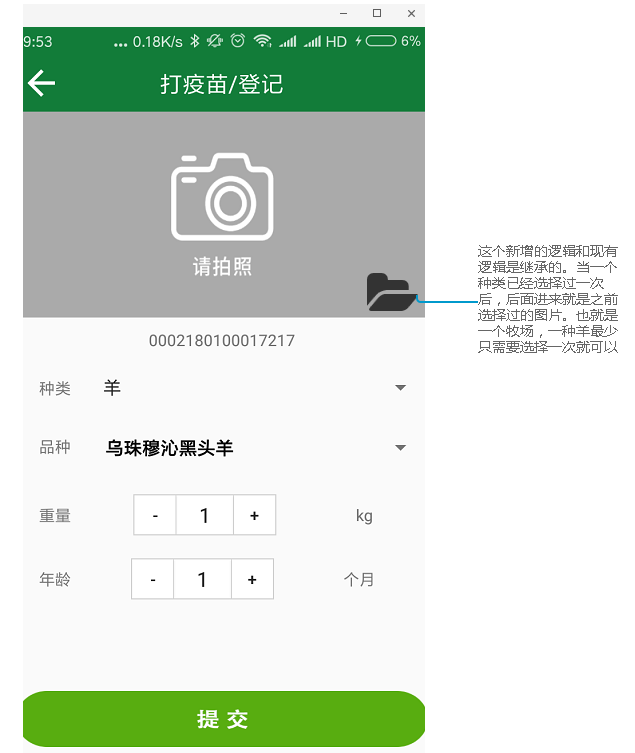 9:53 ... 0.18K/s HD 6%
打疫苗/登记
请拍照
这个新增的逻辑和现有
逻辑是继承的。当一个
种类已经选择过一次
后，后面进来就是之前
选择过的图片。也就是
一个牧场，一种羊最少
只需要选择一次就可以
0002180100017217
种类 羊
品种 乌珠穆沁黑头羊
重量 - 1 + kg
年龄 - 1 + 个月
提 交